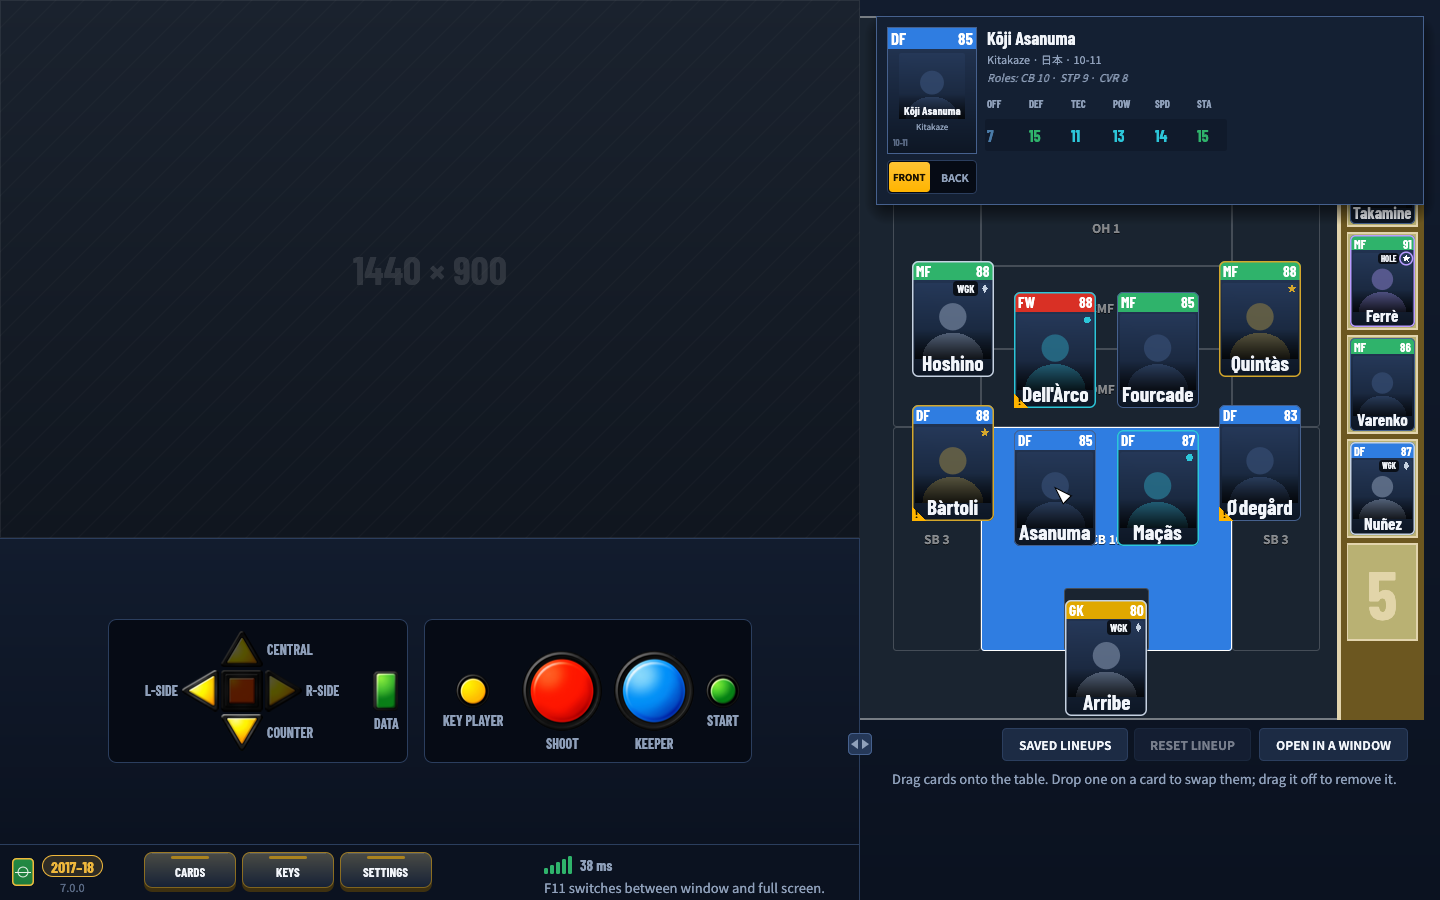 1440 × 900
DF 85
Kōji Asanuma
Kitakaze
10-11
FRONT BACK
Kōji Asanuma
Kitakaze · 日本 · 10-11
Roles: CB 10 · STP 9 · CVR 8
OFF DEF TEC POW SPD STA
7 15 11 13 14 15
OH 1
Takamine
MF 91
HOLE
Ferrè
MF 88
WGK
Hoshino
FW 88
Dell'Àrco
MF
MF 85
Fourcade
MF 88
Quintàs
MF
MF 86
Varenko
DF 88
Bàrtoli
DF 85
Asanuma
DF 87
Maçãs
DF 83
Ødegård
DF 87
WGK
Nuñez
SB 3
CB 10
SB 3
5
GK 80
WGK
Arribe
CENTRAL
L-SIDE
R-SIDE
COUNTER
DATA
KEY PLAYER
SHOOT
KEEPER
START
SAVED LINEUPS
RESET LINEUP
OPEN IN A WINDOW
Drag cards onto the table. Drop one on a card to swap them; drag it off to remove it.
2017-18
7.0.0
CARDS
KEYS
SETTINGS
38 ms
F11 switches between window and full screen.